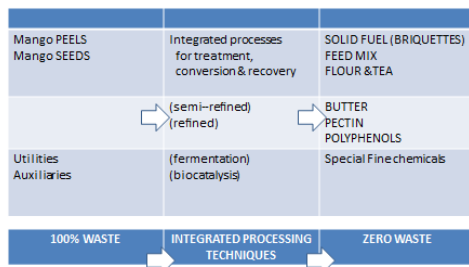 Mango PEELS
Mango SEEDS
Integrated processes
for treatment,
conversion & recovery
SOLID FUEL (BRIQUETTES)
FEED MIX
FLOUR &TEA
(semi–refined)
(refined)
BUTTER
PECTIN
POLYPHENOLS
Utilities
Auxiliaries
(fermentation)
(biocatalysis)
Special Fine chemicals
100% WASTE
INTEGRATED PROCESSING
TECHNIQUES
ZERO WASTE